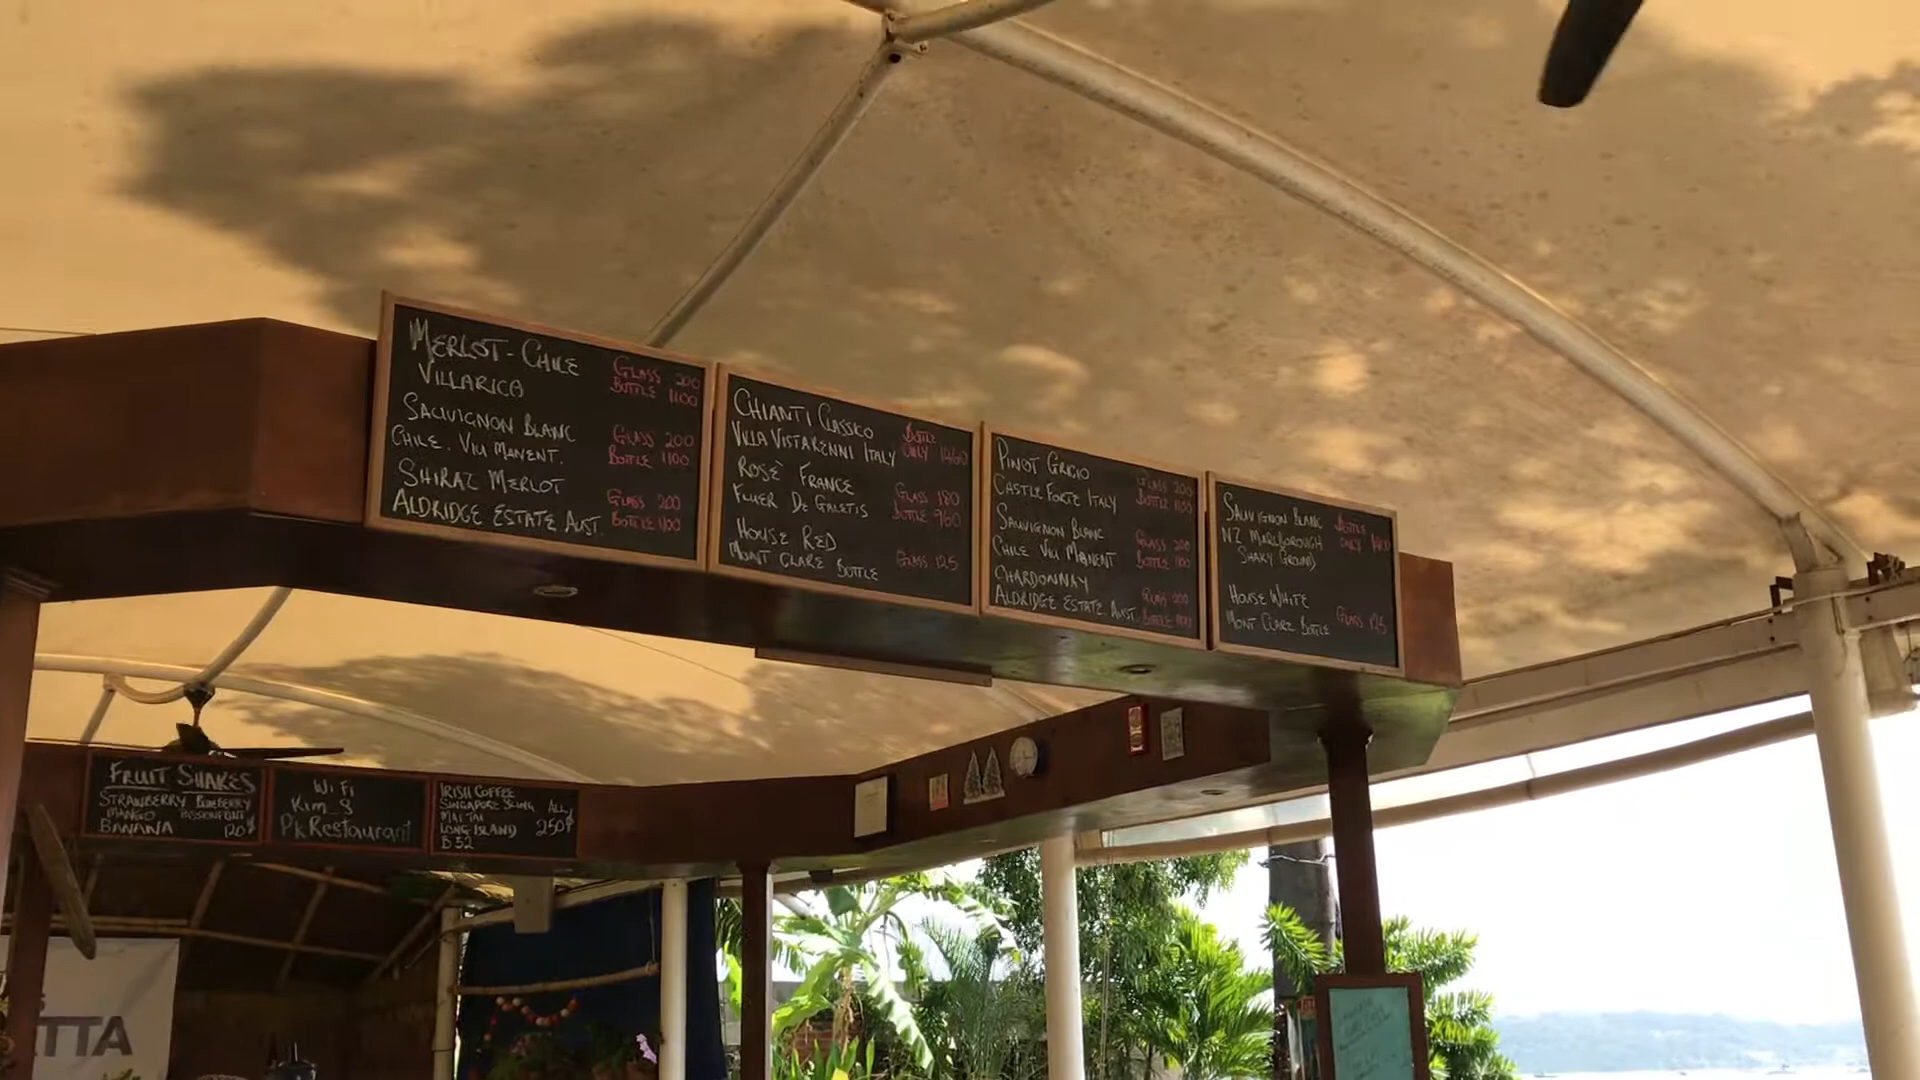 MERLOT - CHILE GLASS 200
VILLARICA BOTTLE 1100
SAUVIGNON BLANC GLASS 200
CHILE. VIU MANENT. BOTTLE 1100
SHIRAZ MERLOT GLASS 200
ALDRIDGE ESTATE AUST. BOTTLE 1100
CHIANTI CLASSICO BOTTLE
VILLA VISTARENNI ITALY ONLY 1460
ROSE' FRANCE GLASS 180
FLUER DE GALETIS BOTTLE 960
HOUSE RED
MONT CLARE BOTTLE GLASS 125
PINOT GRIGIO GLASS 200
CASTLE FORTE ITALY BOTTLE 1100
SAUVIGNON BLANC GLASS 200
CHILE VIU MANENT BOTTLE 1100
CHARDONNAY GLASS 200
ALDRIDGE ESTATE. AUST. BOTTLE 1100
SAUVIGNON BLANC BOTTLE
NZ MARLBOROUGH ONLY
SHAKY GROUND
HOUSE WHITE
MONT CLARE BOTTLE GLASS 125
FRUIT SHAKES
STRAWBERRY BLUEBERRY
MANGO PASSIONFRUIT
BANANA 120₱
WiFi
Kim_S
PkRestaurant
IRISH COFFEE
SINGAPORE SLING ALL
MAI TAI
LONG ISLAND 250₱
B52
TTA